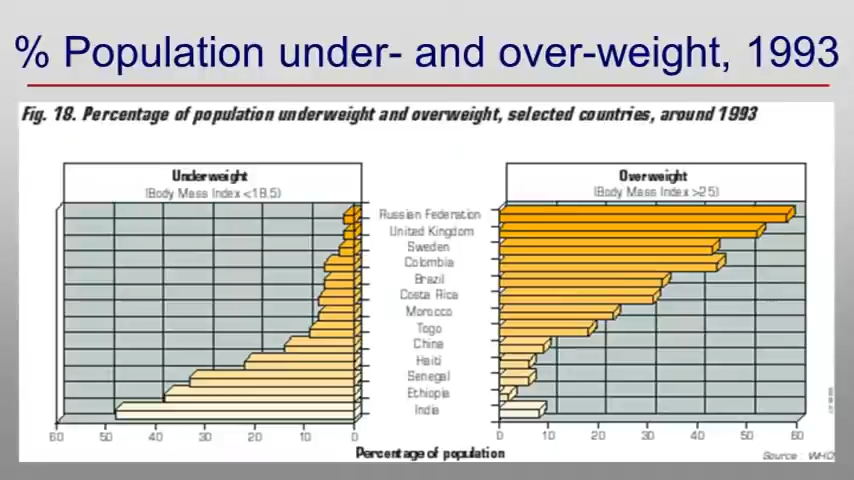 % Population under- and over-weight, 1993
Fig. 18. Percentage of population underweight and overweight, selected countries, around 1993
Underweight
(Body Mass Index <18.5)
Overweight
(Body Mass Index >25)
Russian Federation
United Kingdom
Sweden
Colombia
Brazil
Costa Rica
Morocco
Togo
China
Haiti
Senegal
Ethiopia
India
60 50 40 30 20 10 0
0 10 20 30 40 50 60
Percentage of population
Source : WHO